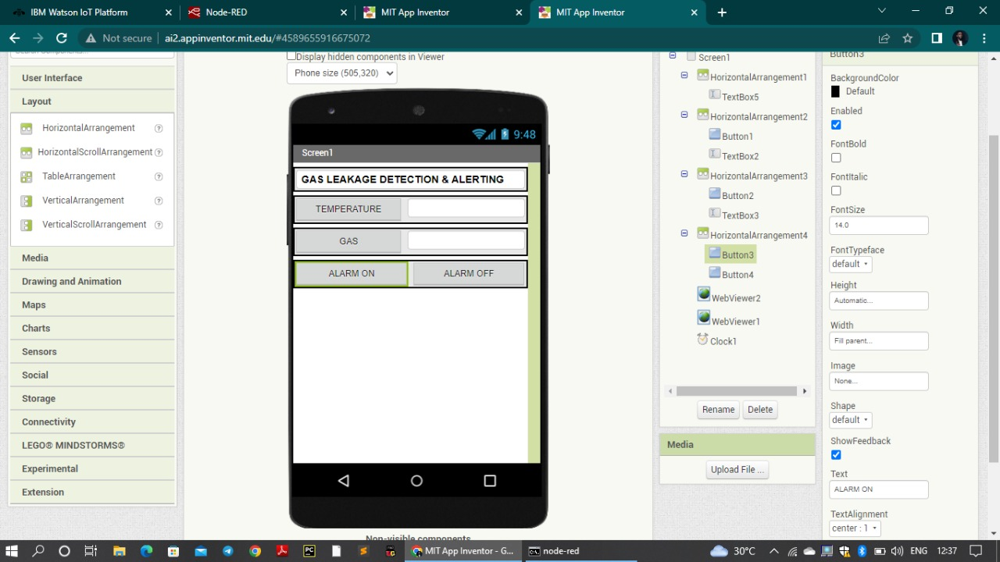 IBM Watson IoT Platform
Node-RED
MIT App Inventor
MIT App Inventor
Not secure
ai2.appinventor.mit.edu/#4589655916675072
User Interface
Layout
HorizontalArrangement
HorizontalScrollArrangement
TableArrangement
VerticalArrangement
VerticalScrollArrangement
Media
Drawing and Animation
Maps
Charts
Sensors
Social
Storage
Connectivity
LEGO® MINDSTORMS®
Experimental
Extension
Display hidden components in Viewer
Phone size (505,320)
9:48
Screen1
GAS LEAKAGE DETECTION & ALERTING
TEMPERATURE
GAS
ALARM ON
ALARM OFF
Non-visible components
Screen1
HorizontalArrangement1
TextBox5
HorizontalArrangement2
Button1
TextBox2
HorizontalArrangement3
Button2
TextBox3
HorizontalArrangement4
Button3
Button4
WebViewer2
WebViewer1
Clock1
Rename
Delete
Media
Upload File ...
Button3
BackgroundColor
Default
Enabled
FontBold
FontItalic
FontSize
14.0
FontTypeface
default
Height
Automatic...
Width
Fill parent...
Image
None...
Shape
default
ShowFeedback
Text
ALARM ON
TextAlignment
center : 1
PC
MIT App Inventor - G...
node-red
30°C
ENG
12:37